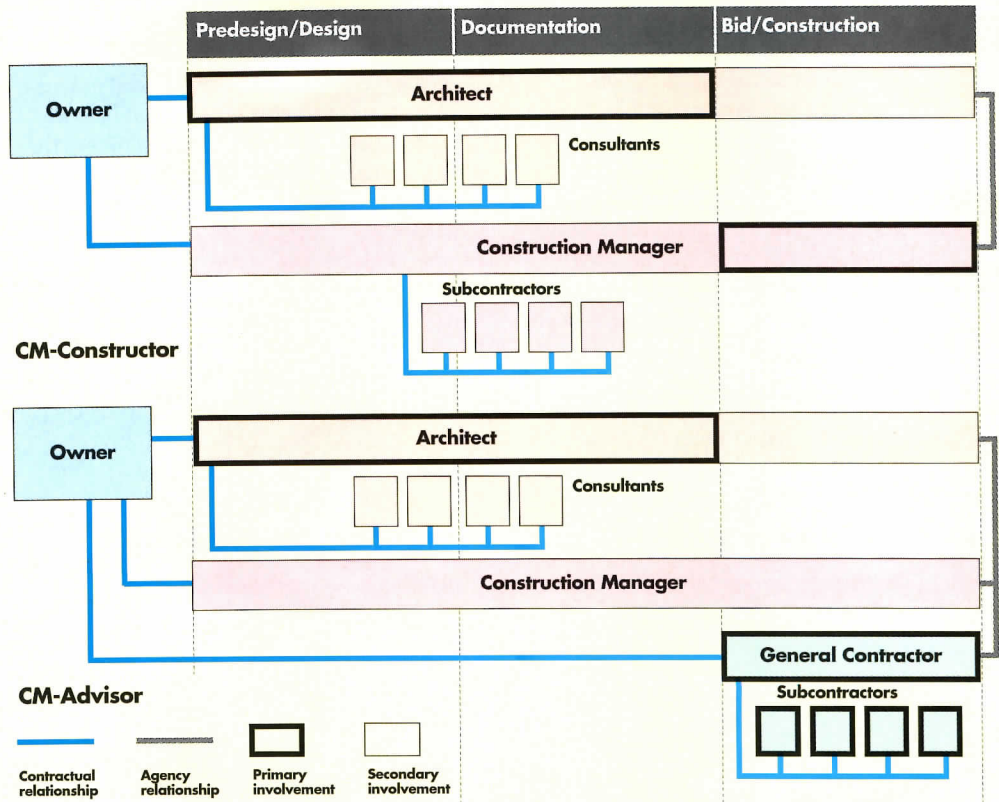 Predesign/Design
Documentation
Bid/Construction
Owner
Architect
Consultants
Construction Manager
Subcontractors
CM-Constructor
Owner
Architect
Consultants
Construction Manager
General Contractor
CM-Advisor
Subcontractors
Contractual
relationship
Agency
relationship
Primary
involvement
Secondary
involvement